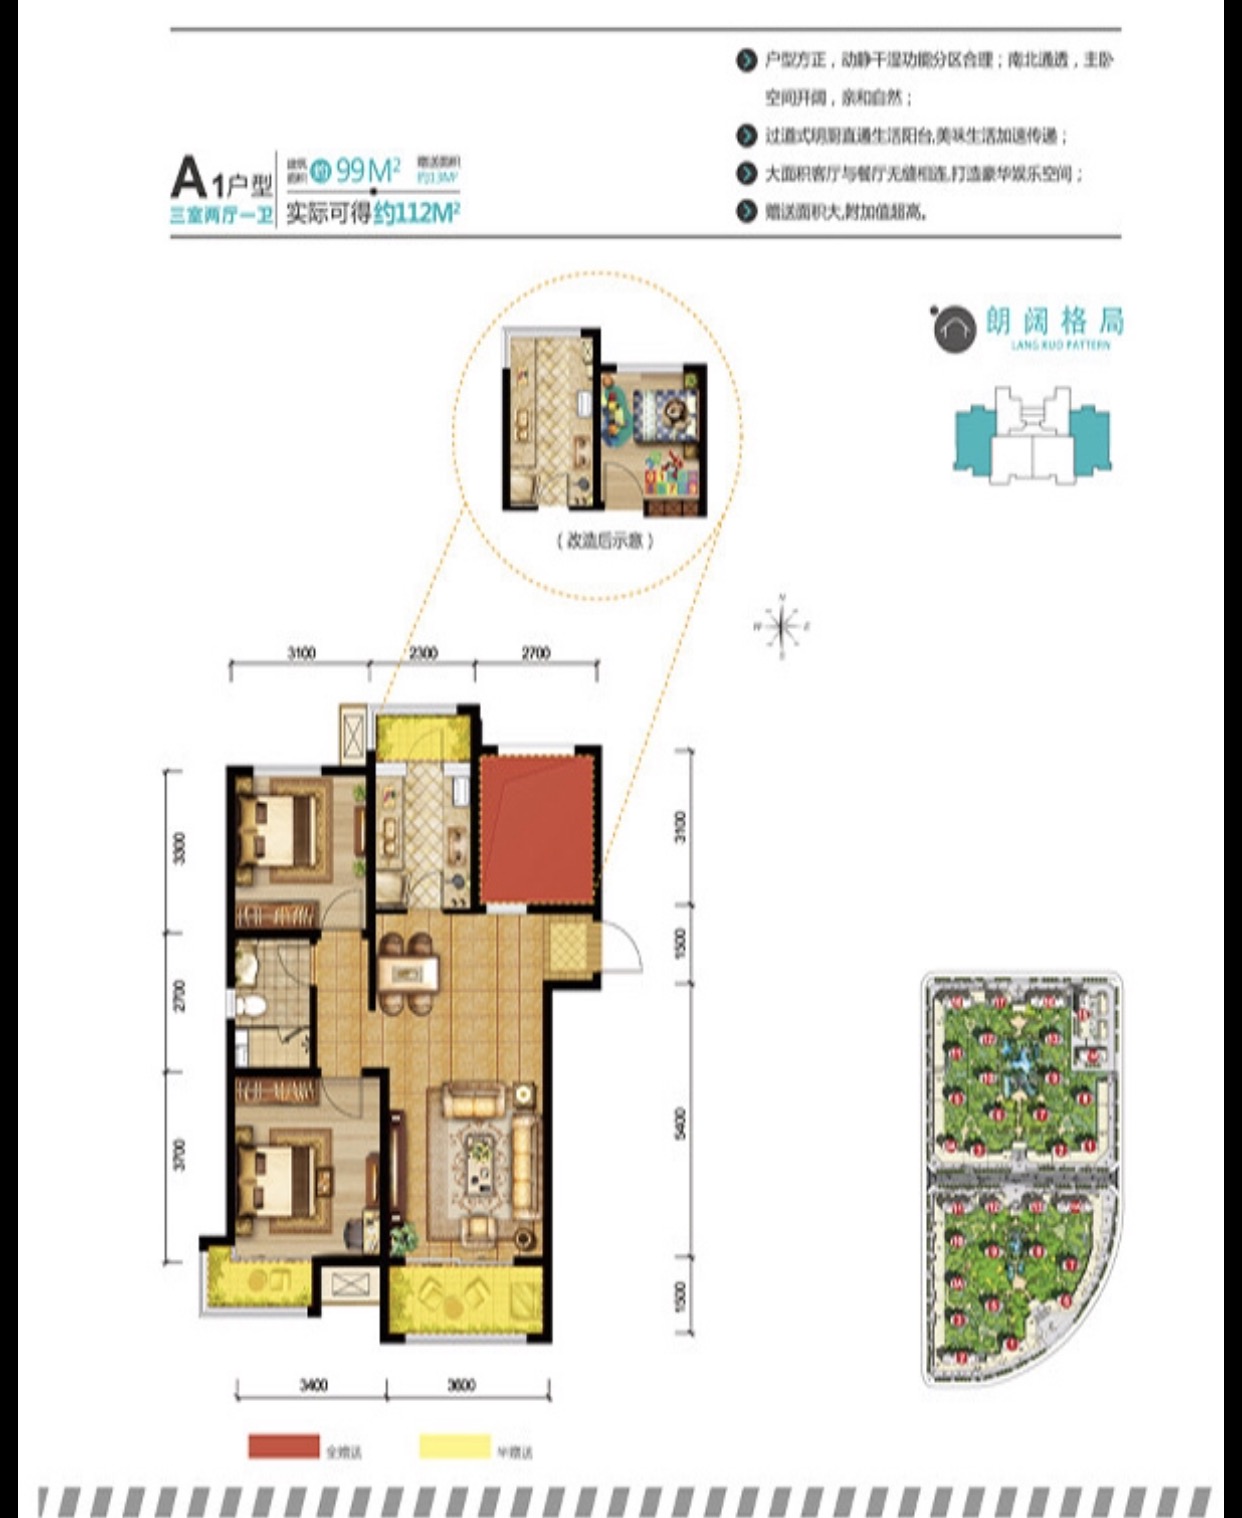 户型方正，动静干湿功能分区合理；南北通透，主卧
空间开阔，亲和自然；
过道式明厨直通生活阳台,美味生活加速传递；
大面积客厅与餐厅无缝相连,打造豪华娱乐空间；
赠送面积大,附加值超高。
A1户型
三室两厅一卫
建筑面积约99M²
赠送面积约13M²
实际可得约112M²
朗阔格局
LANG KUO PATTERN
（改造后示意）
N
W E
S
3100 2300 2700
3300
2700
3700
3100
1500
5400
1500
3400 3600
全赠送
半赠送